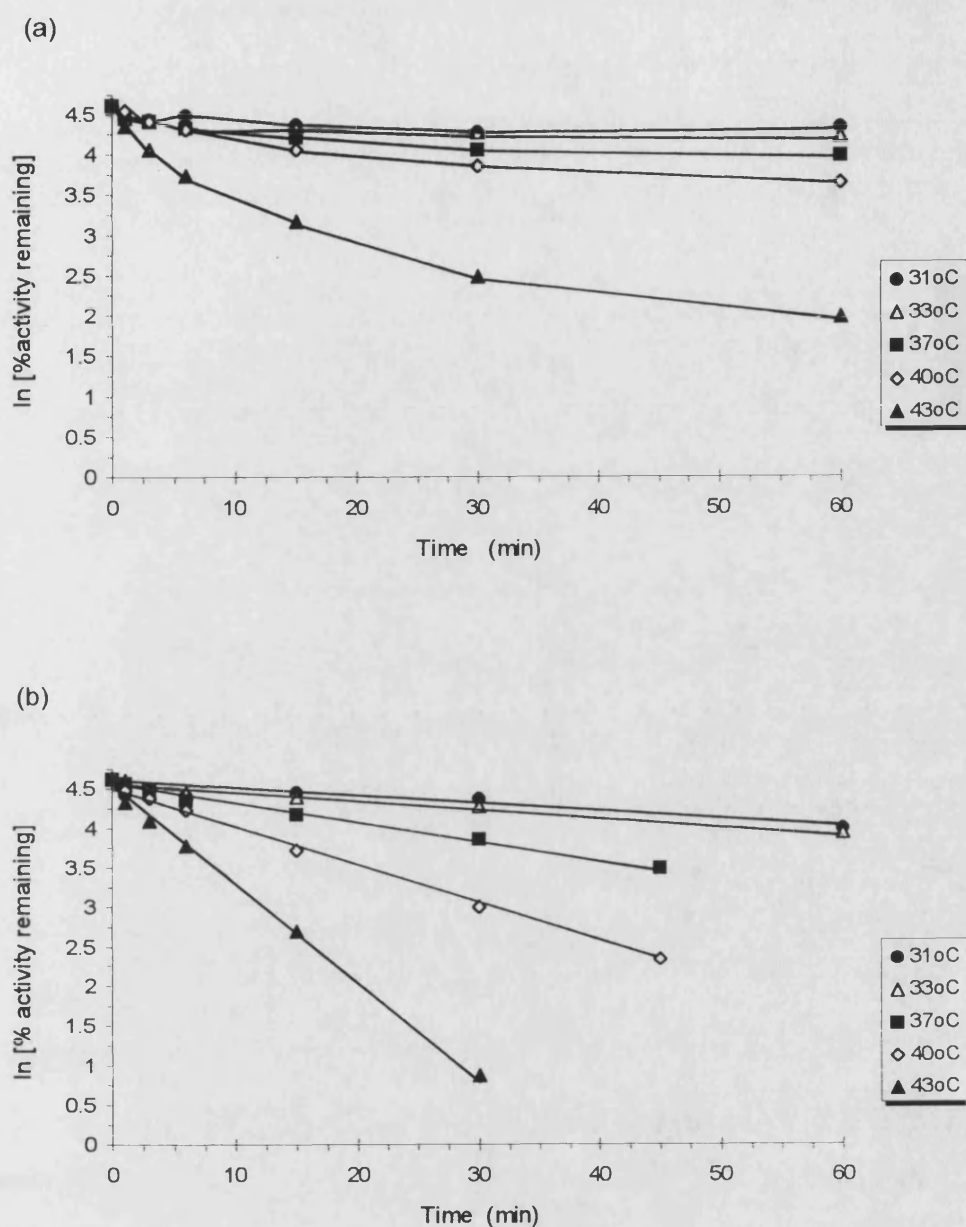 (a)
ln [%activity remaining]
4.5
4
3.5
3
2.5
2
1.5
1
0.5
0
0 10 20 30 40 50 60
Time (min)
31oC
33oC
37oC
40oC
43oC
(b)
ln [% activity remaining]
4.5
4
3.5
3
2.5
2
1.5
1
0.5
0
0 10 20 30 40 50 60
Time (min)
31oC
33oC
37oC
40oC
43oC